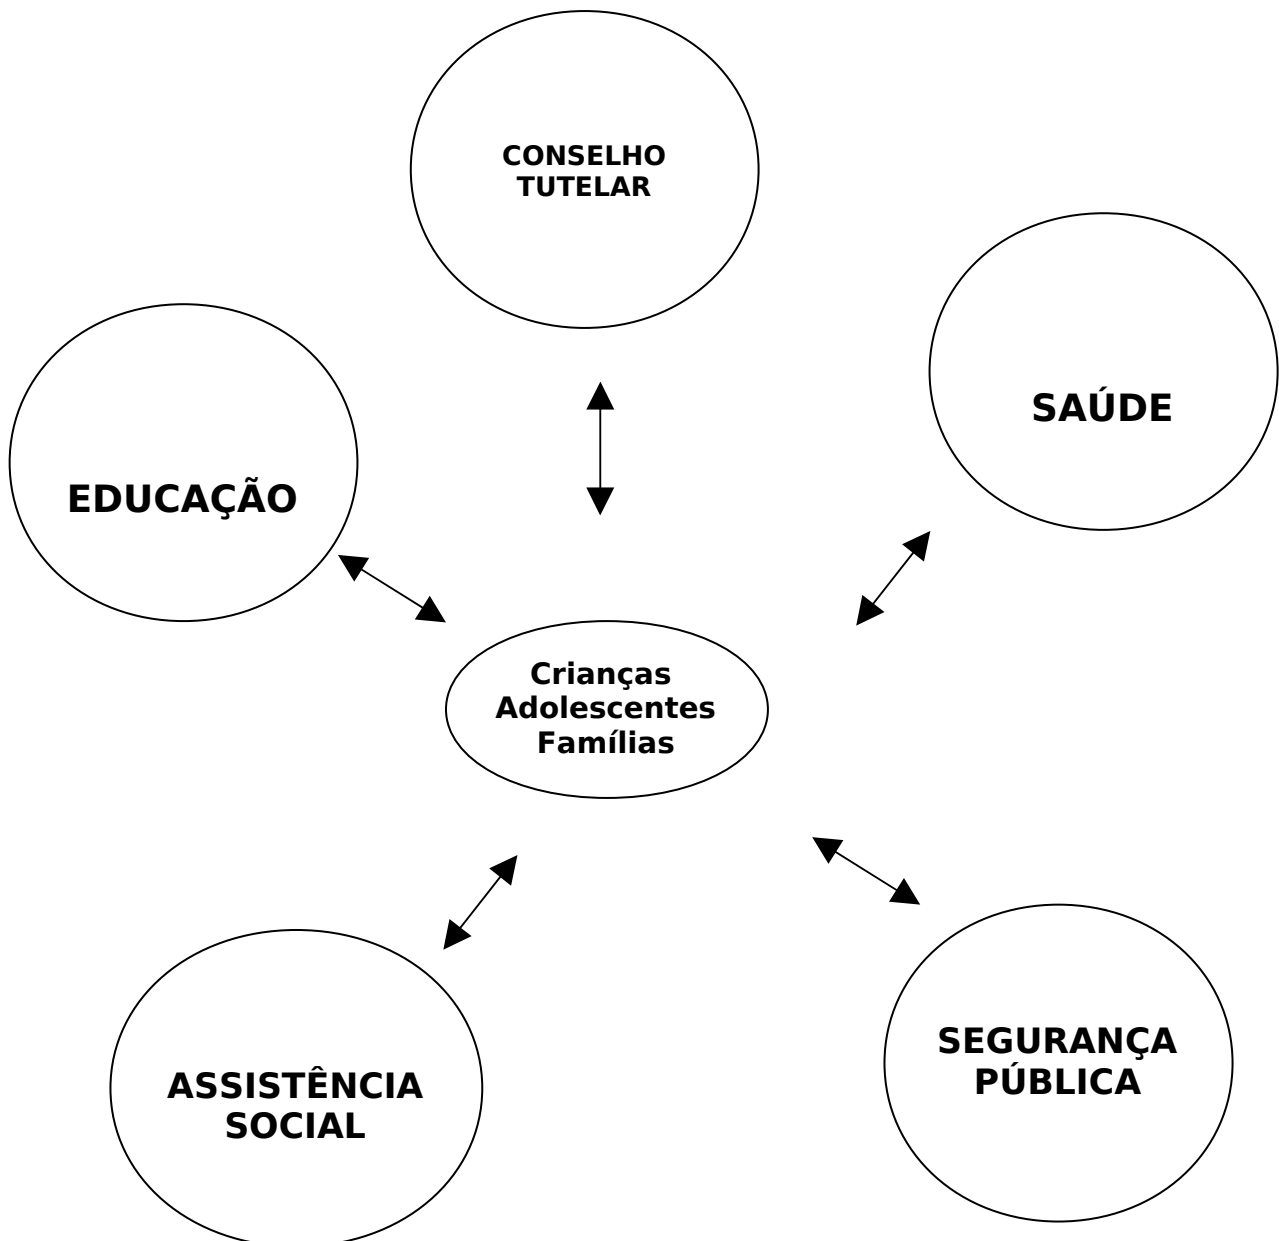 CONSELHO
TUTELAR
SAÚDE
EDUCAÇÃO
Crianças
Adolescentes
Famílias
SEGURANÇA
PÚBLICA
ASSISTÊNCIA
SOCIAL